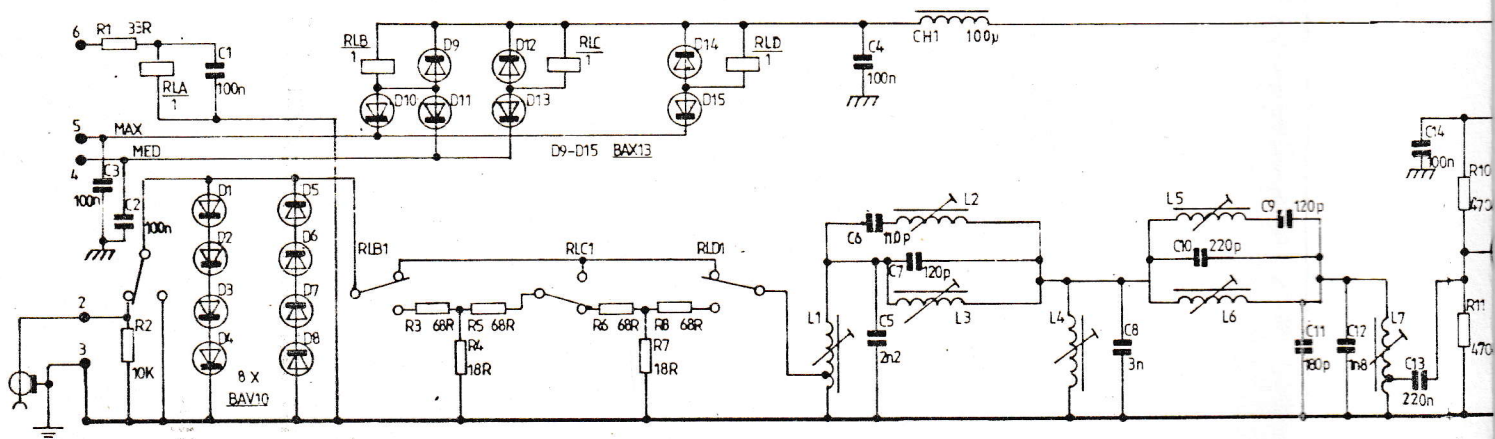 6
R1 33R
C1
100n
RLA
1
RLB
1
D9
D12
RLC
1
D14
RLD
1
C4
100n
CH1 100µ
D10
D11
D13
D15
5
MAX
4
MED
D9-D15 BAX13
C3
100n
C2
100n
D1
D2
D3
D4
D5
D6
D7
D8
8 X
BAV10
2
3
R2
10K
RLB1
RLC1
RLD1
R3 68R
R5 68R
R6 68R
R8 68R
R4
18R
R7
18R
C6
110p
L2
C7
120p
L3
L1
C5
2n2
L4
C8
3n
L5
C9 120p
C10 220p
L6
C11
180p
C12
1n8
L7
C13
220n
C14
100n
R10
R11